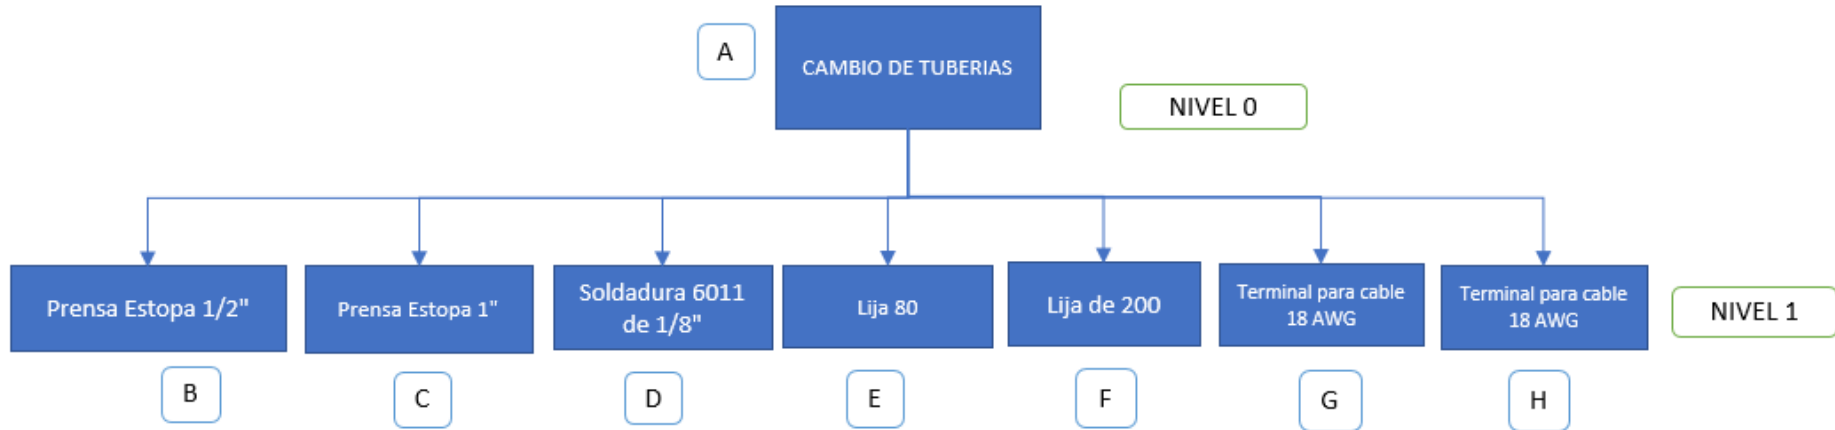 A
CAMBIO DE TUBERIAS
NIVEL 0
Prensa Estopa 1/2"
Prensa Estopa 1"
Soldadura 6011
de 1/8"
Lija 80
Lija de 200
Terminal para cable
18 AWG
Terminal para cable
18 AWG
NIVEL 1
B
C
D
E
F
G
H